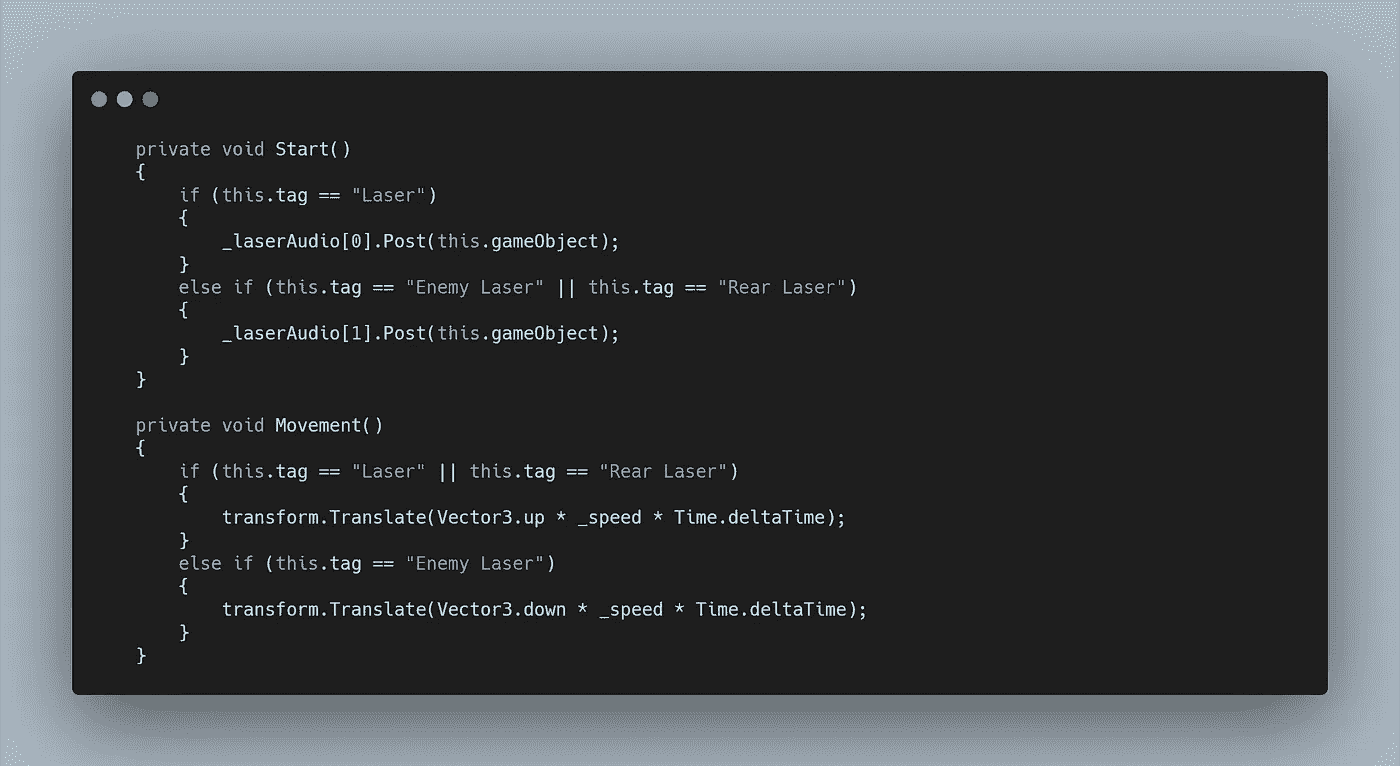 private void Start()
{
    if (this.tag == "Laser")
    {
        _laserAudio[0].Post(this.gameObject);
    }
    else if (this.tag == "Enemy Laser" || this.tag == "Rear Laser")
    {
        _laserAudio[1].Post(this.gameObject);
    }
}

private void Movement()
{
    if (this.tag == "Laser" || this.tag == "Rear Laser")
    {
        transform.Translate(Vector3.up * _speed * Time.deltaTime);
    }
    else if (this.tag == "Enemy Laser")
    {
        transform.Translate(Vector3.down * _speed * Time.deltaTime);
    }
}